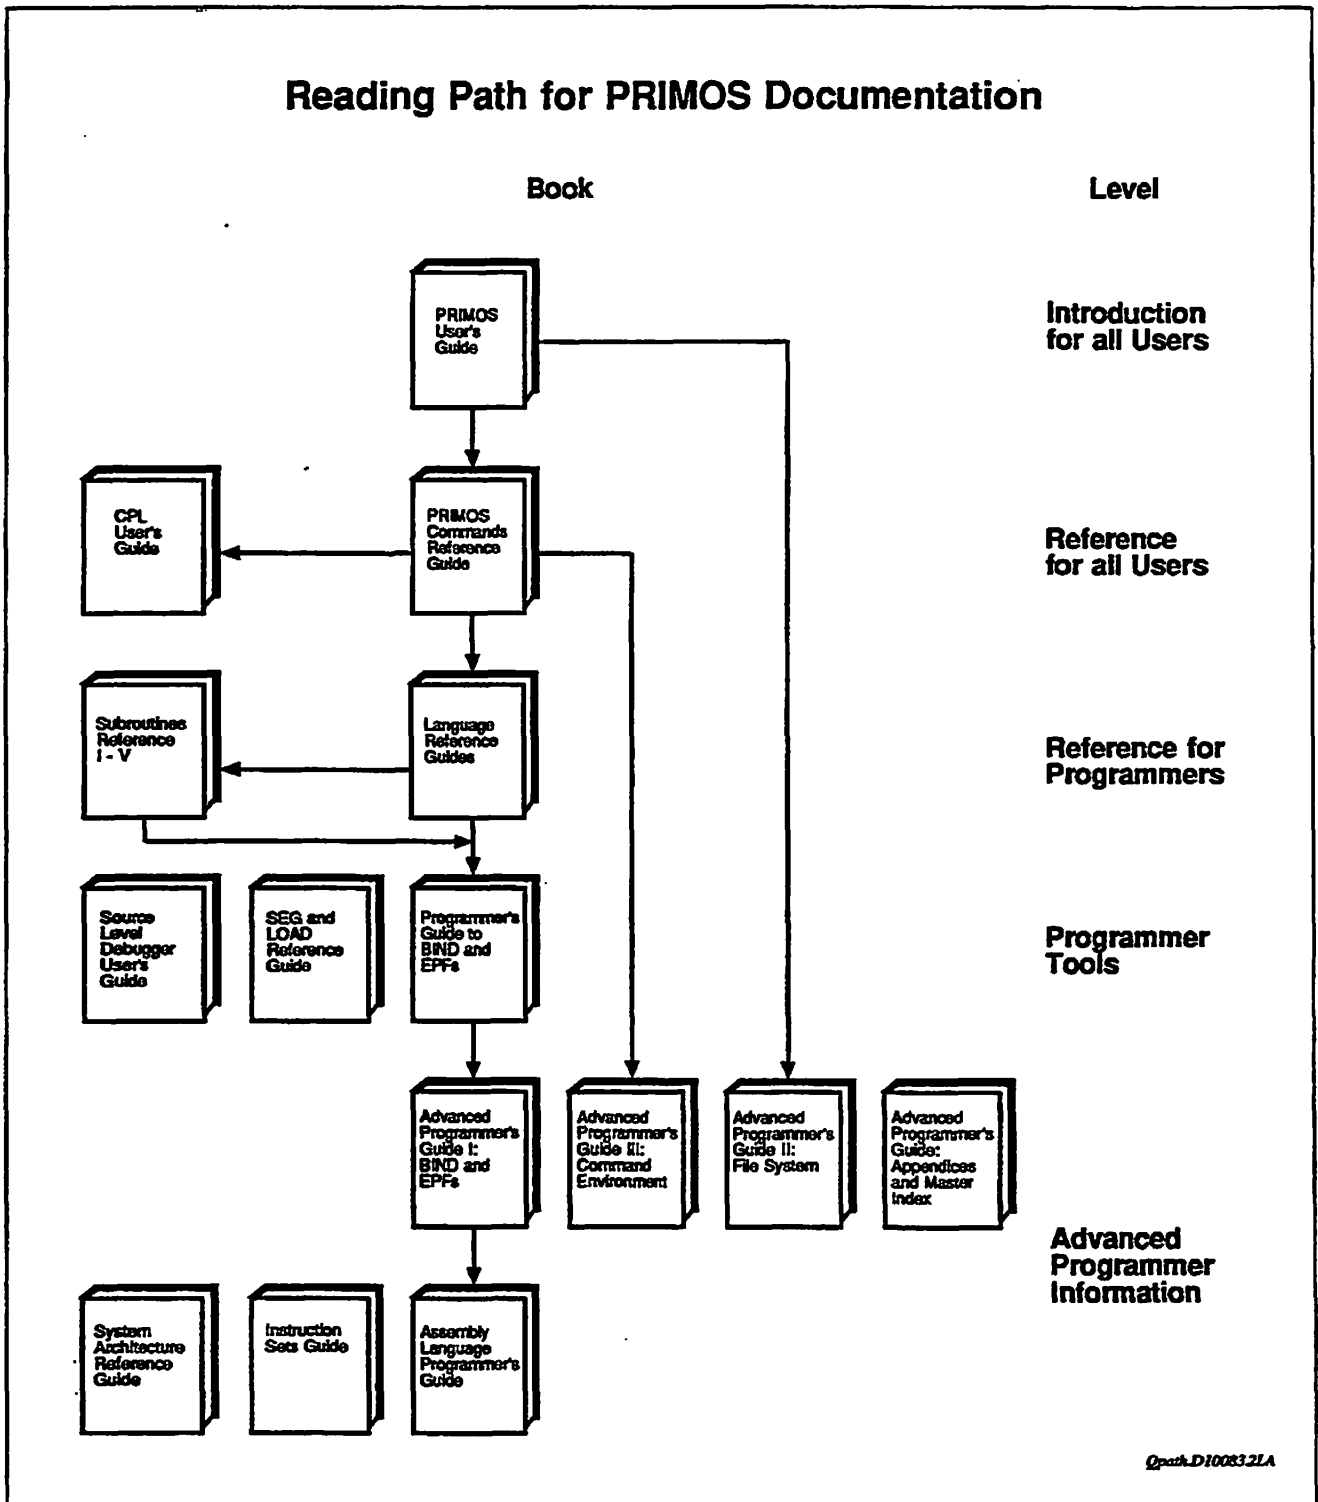 Reading Path for PRIMOS Documentation
Book
Level
PRIMOS
User's
Guide
Introduction
for all Users
CPL
User's
Guide
PRIMOS
Commands
Reference
Guide
Reference
for all Users
Subroutines
Reference
I - V
Language
Reference
Guides
Reference for
Programmers
Source
Level
Debugger
User's
Guide
SEG and
LOAD
Reference
Guide
Programmer's
Guide to
BIND and
EPFs
Programmer
Tools
Advanced
Programmer's
Guide I:
BIND and
EPFs
Advanced
Programmer's
Guide III:
Command
Environment
Advanced
Programmer's
Guide II:
File System
Advanced
Programmer's
Guide:
Appendices
and Master
Index
Advanced
Programmer
Information
System
Architecture
Reference
Guide
Instruction
Sets Guide
Assembly
Language
Programmer's
Guide
Qpath.D10083.2LA